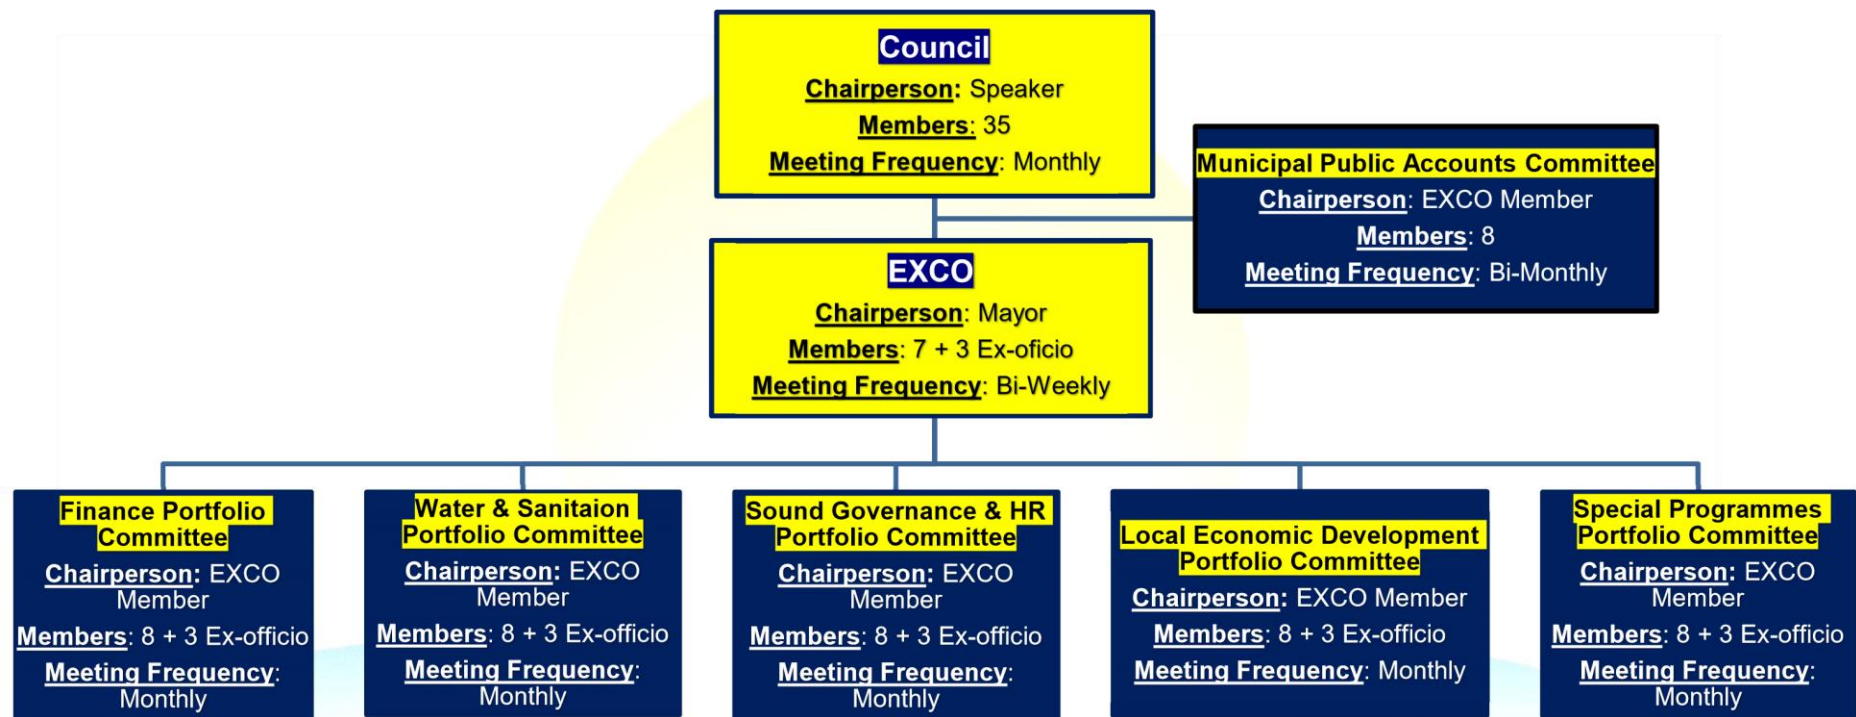 Council
Chairperson: Speaker
Members: 35
Meeting Frequency: Monthly
Municipal Public Accounts Committee
Chairperson: EXCO Member
Members: 8
Meeting Frequency: Bi-Monthly
EXCO
Chairperson: Mayor
Members: 7 + 3 Ex-oficio
Meeting Frequency: Bi-Weekly
Finance Portfolio
Committee
Chairperson: EXCO
Member
Members: 8 + 3 Ex-officio
Meeting Frequency:
Monthly
Water & Sanitaion
Portfolio Committee
Chairperson: EXCO
Member
Members: 8 + 3 Ex-officio
Meeting Frequency:
Monthly
Sound Governance & HR
Portfolio Committee
Chairperson: EXCO
Member
Members: 8 + 3 Ex-officio
Meeting Frequency:
Monthly
Local Economic Development
Portfolio Committee
Chairperson: EXCO Member
Members: 8 + 3 Ex-officio
Meeting Frequency: Monthly
Special Programmes
Portfolio Committee
Chairperson: EXCO
Member
Members: 8 + 3 Ex-officio
Meeting Frequency:
Monthly